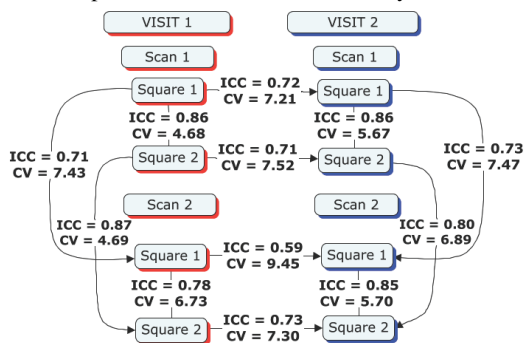 VISIT 1 VISIT 2
Scan 1 Scan 1
Square 1 ICC = 0.72 Square 1
CV = 7.21
ICC = 0.86 ICC = 0.86
CV = 4.68 CV = 5.67
ICC = 0.71 ICC = 0.73
CV = 7.43 CV = 7.47
Square 2 ICC = 0.71 Square 2
CV = 7.52
Scan 2 Scan 2
ICC = 0.87 ICC = 0.80
CV = 4.69 CV = 6.89
Square 1 ICC = 0.59 Square 1
CV = 9.45
ICC = 0.78 ICC = 0.85
CV = 6.73 CV = 5.70
Square 2 ICC = 0.73 Square 2
CV = 7.30